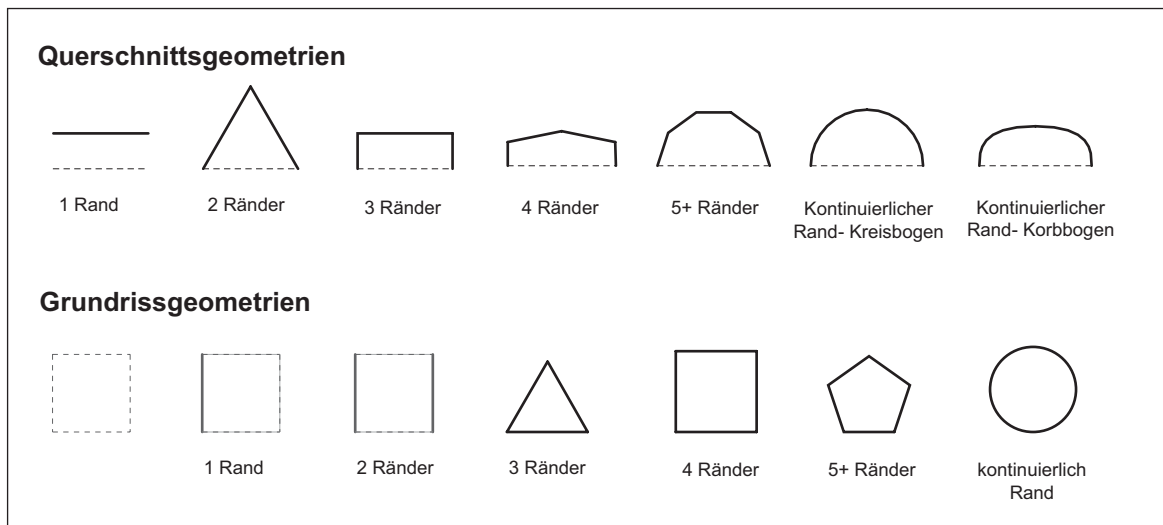 Querschnittsgeometrien
1 Rand
2 Ränder
3 Ränder
4 Ränder
5+ Ränder
Kontinuierlicher
Rand- Kreisbogen
Kontinuierlicher
Rand- Korbbogen
Grundrissgeometrien
1 Rand
2 Ränder
3 Ränder
4 Ränder
5+ Ränder
kontinuierlich
Rand